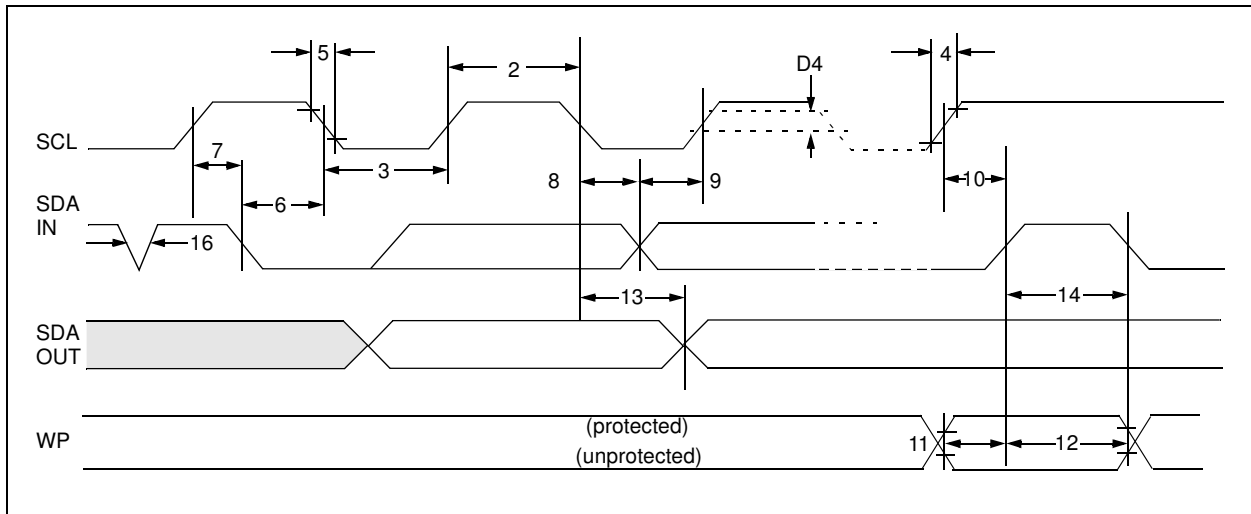 5
2
4
D4
SCL
7
3
8
9
10
SDA
IN
6
16
13
14
SDA
OUT
WP
(protected)
(unprotected)
11
12